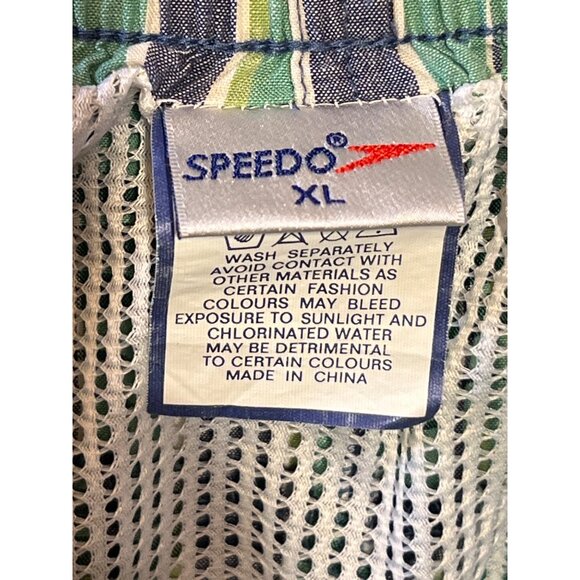 SPEEDO®
XL
WASH SEPARATELY
AVOID CONTACT WITH
OTHER MATERIALS AS
CERTAIN FASHION
COLOURS MAY BLEED
EXPOSURE TO SUNLIGHT AND
CHLORINATED WATER
MAY BE DETRIMENTAL
TO CERTAIN COLOURS
MADE IN CHINA